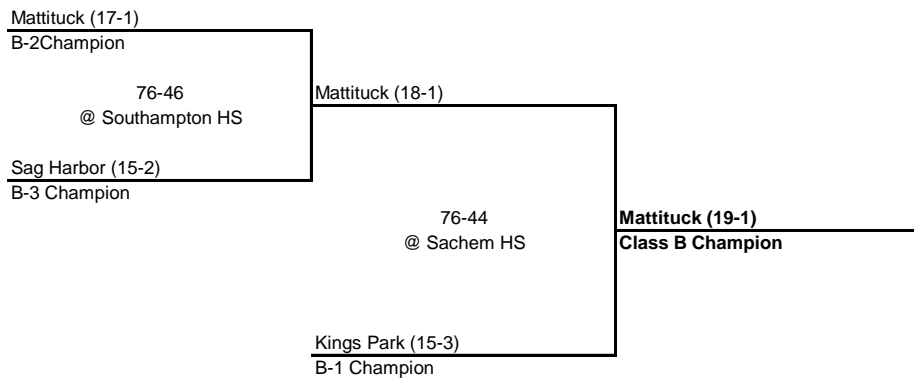 Mattituck (17-1)
B-2Champion
76-46
@ Southampton HS
Mattituck (18-1)
Sag Harbor (15-2)
B-3 Champion
76-44
@ Sachem HS
Mattituck (19-1)
Class B Champion
Kings Park (15-3)
B-1 Champion